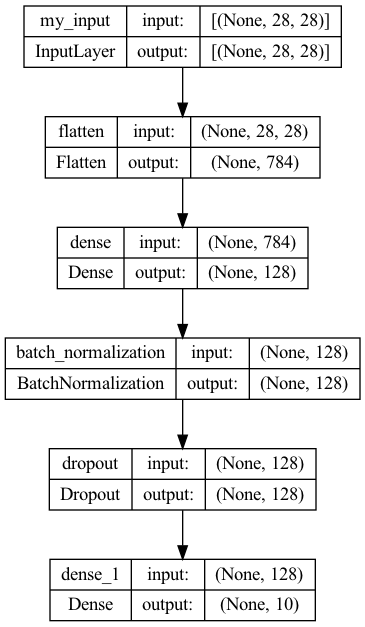 my_input input: [(None, 28, 28)]
InputLayer output: [(None, 28, 28)]
flatten input: (None, 28, 28)
Flatten output: (None, 784)
dense input: (None, 784)
Dense output: (None, 128)
batch_normalization input: (None, 128)
BatchNormalization output: (None, 128)
dropout input: (None, 128)
Dropout output: (None, 128)
dense_1 input: (None, 128)
Dense output: (None, 10)